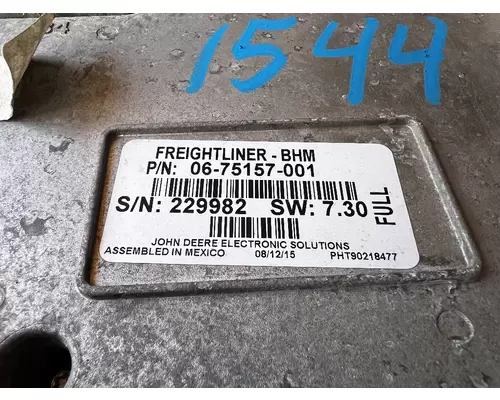 1544
FREIGHTLINER - BHM
P/N: 06-75157-001
S/N: 229982 SW: 7.30
FULL
JOHN DEERE ELECTRONIC SOLUTIONS
ASSEMBLED IN MEXICO 08/12/15 PHT90218477